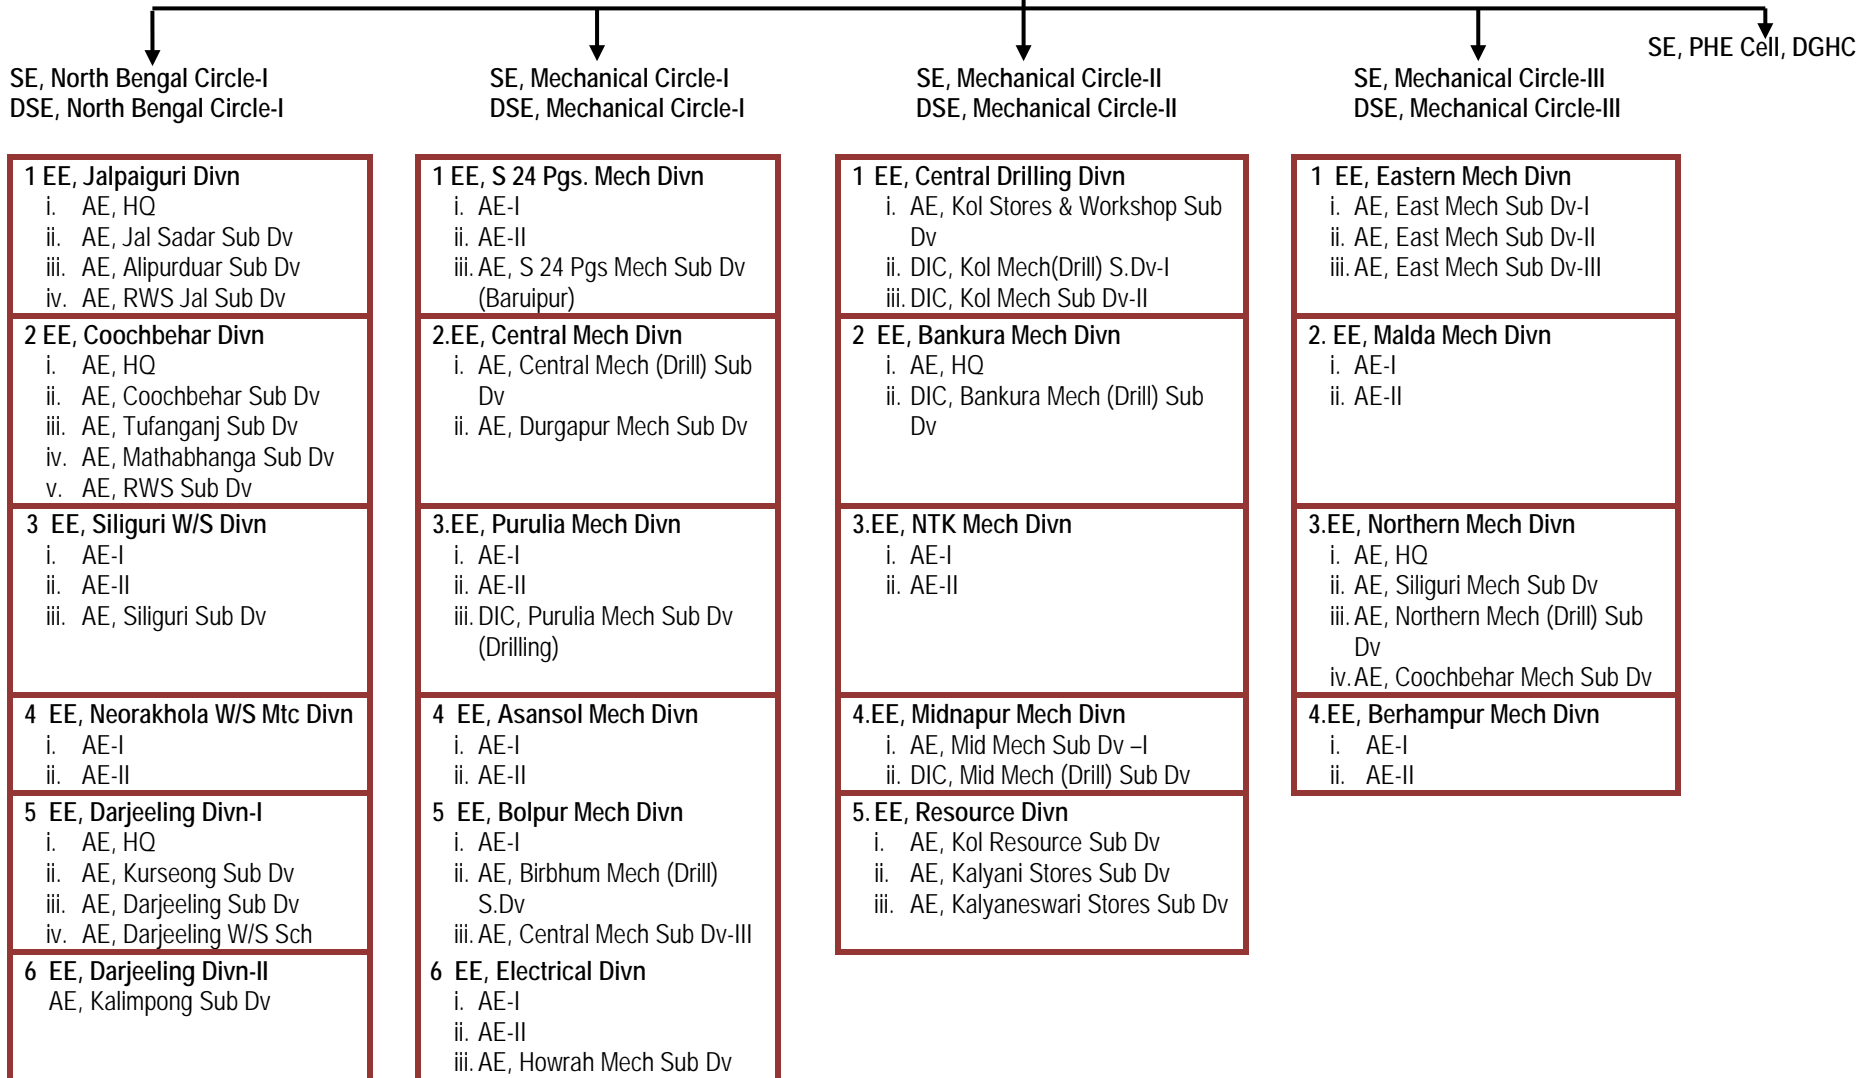 SE, PHE Cell, DGHC
SE, North Bengal Circle-I
DSE, North Bengal Circle-I
1 EE, Jalpaiguri Divn
i. AE, HQ
ii. AE, Jal Sadar Sub Dv
iii. AE, Alipurduar Sub Dv
iv. AE, RWS Jal Sub Dv
2 EE, Coochbehar Divn
i. AE, HQ
ii. AE, Coochbehar Sub Dv
iii. AE, Tufanganj Sub Dv
iv. AE, Mathabhanga Sub Dv
v. AE, RWS Sub Dv
3 EE, Siliguri W/S Divn
i. AE-I
ii. AE-II
iii. AE, Siliguri Sub Dv
4 EE, Neorakhola W/S Mtc Divn
i. AE-I
ii. AE-II
5 EE, Darjeeling Divn-I
i. AE, HQ
ii. AE, Kurseong Sub Dv
iii. AE, Darjeeling Sub Dv
iv. AE, Darjeeling W/S Sch
6 EE, Darjeeling Divn-II
AE, Kalimpong Sub Dv
SE, Mechanical Circle-I
DSE, Mechanical Circle-I
1 EE, S 24 Pgs. Mech Divn
i. AE-I
ii. AE-II
iii. AE, S 24 Pgs Mech Sub Dv
(Baruipur)
2.EE, Central Mech Divn
i. AE, Central Mech (Drill) Sub
Dv
ii. AE, Durgapur Mech Sub Dv
3.EE, Purulia Mech Divn
i. AE-I
ii. AE-II
iii. DIC, Purulia Mech Sub Dv
(Drilling)
4 EE, Asansol Mech Divn
i. AE-I
ii. AE-II
5 EE, Bolpur Mech Divn
i. AE-I
ii. AE, Birbhum Mech (Drill)
S.Dv
iii. AE, Central Mech Sub Dv-III
6 EE, Electrical Divn
i. AE-I
ii. AE-II
iii. AE, Howrah Mech Sub Dv
SE, Mechanical Circle-II
DSE, Mechanical Circle-II
1 EE, Central Drilling Divn
i. AE, Kol Stores & Workshop Sub
Dv
ii. DIC, Kol Mech(Drill) S.Dv-I
iii. DIC, Kol Mech Sub Dv-II
2 EE, Bankura Mech Divn
i. AE, HQ
ii. DIC, Bankura Mech (Drill) Sub
Dv
3.EE, NTK Mech Divn
i. AE-I
ii. AE-II
4.EE, Midnapur Mech Divn
i. AE, Mid Mech Sub Dv –I
ii. DIC, Mid Mech (Drill) Sub Dv
5. EE, Resource Divn
i. AE, Kol Resource Sub Dv
ii. AE, Kalyani Stores Sub Dv
iii. AE, Kalyaneswari Stores Sub Dv
SE, Mechanical Circle-III
DSE, Mechanical Circle-III
1 EE, Eastern Mech Divn
i. AE, East Mech Sub Dv-I
ii. AE, East Mech Sub Dv-II
iii. AE, East Mech Sub Dv-III
2. EE, Malda Mech Divn
i. AE-I
ii. AE-II
3.EE, Northern Mech Divn
i. AE, HQ
ii. AE, Siliguri Mech Sub Dv
iii. AE, Northern Mech (Drill) Sub
Dv
iv. AE, Coochbehar Mech Sub Dv
4.EE, Berhampur Mech Divn
i. AE-I
ii. AE-II